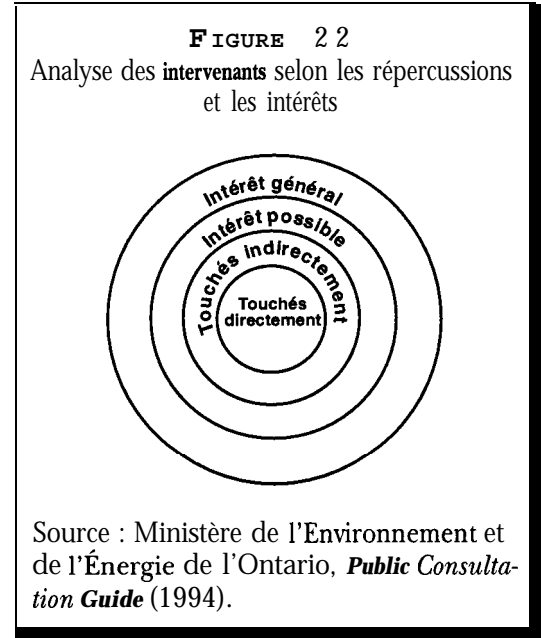 FIGURE 22
Analyse des intervenants selon les répercussions
et les intérêts
Intérêt général
Intérêt possible
Touchés indirectement
Touchés
directement
Source : Ministère de l'Environnement et
de l'Énergie de l'Ontario, Public Consulta-
tion Guide (1994).